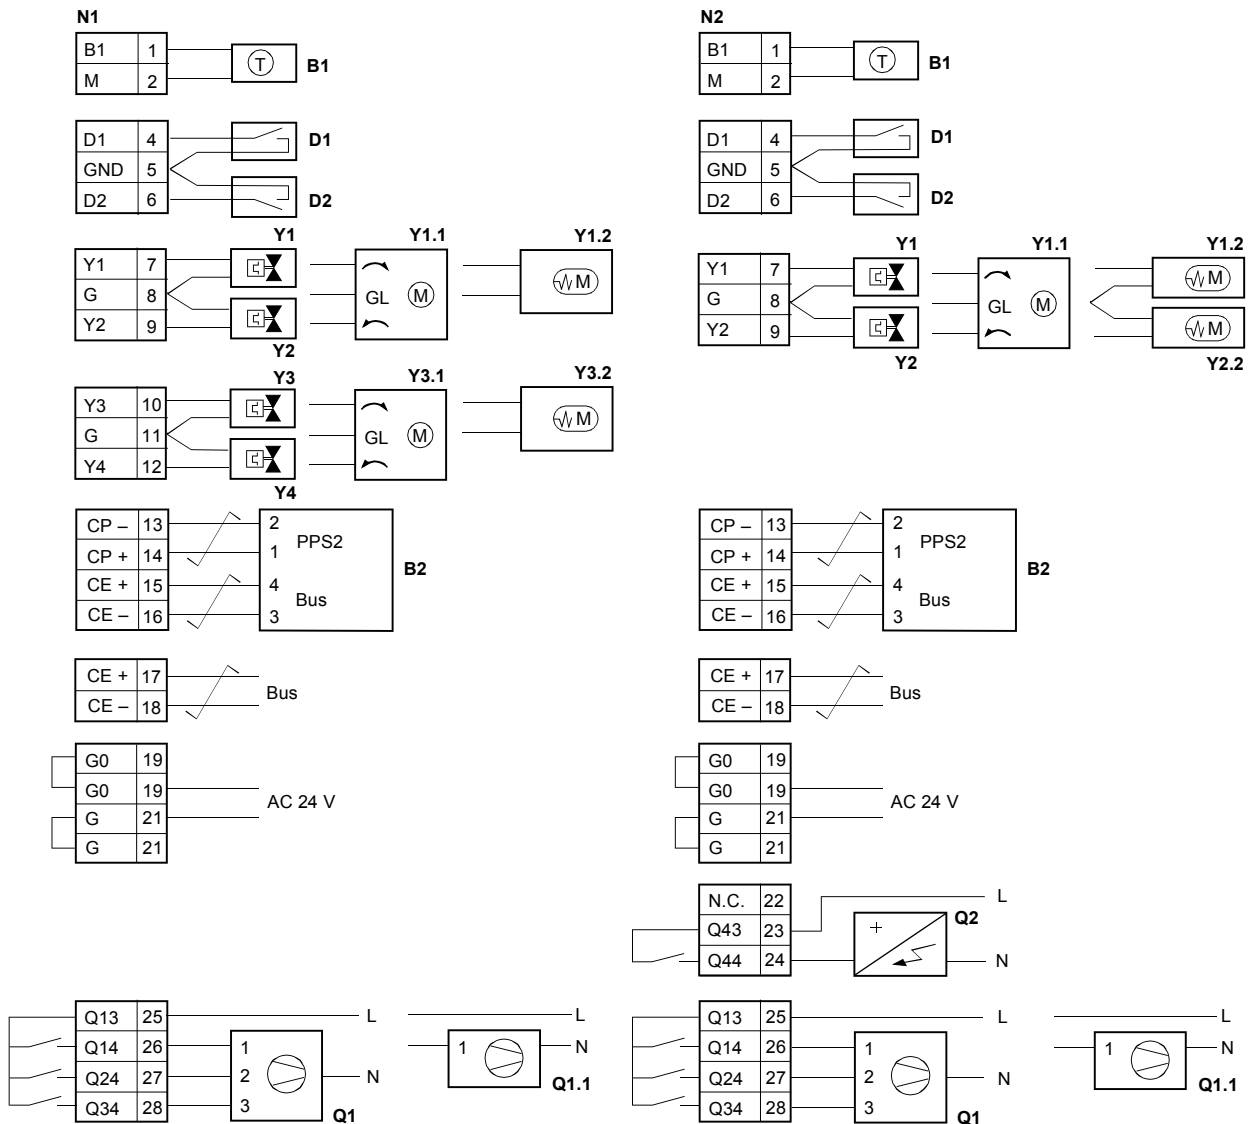 N1
B1 1
M 2
T
B1
D1 4
GND 5
D2 6
D1
D2
Y1 7
G 8
Y2 9
Y1
Y2
Y1.1
GL M
Y1.2
M
Y3 10
G 11
Y4 12
Y3
Y4
Y3.1
GL M
Y3.2
M
CP – 13
CP + 14
CE + 15
CE – 16
2
1
PPS2
4
3
Bus
B2
CE + 17
CE – 18
Bus
G0 19
G0 19
G 21
G 21
AC 24 V
Q13 25
Q14 26
Q24 27
Q34 28
L
1
2
3
N
Q1
L
1
N
Q1.1
N2
B1 1
M 2
T
B1
D1 4
GND 5
D2 6
D1
D2
Y1 7
G 8
Y2 9
Y1
Y2
Y1.1
GL M
Y1.2
M
M
Y2.2
CP – 13
CP + 14
CE + 15
CE – 16
2
1
PPS2
4
3
Bus
B2
CE + 17
CE – 18
Bus
G0 19
G0 19
G 21
G 21
AC 24 V
N.C. 22
Q43 23
Q44 24
L
+
Q2
N
Q13 25
Q14 26
Q24 27
Q34 28
L
1
2
3
N
Q1
L
1
N
Q1.1